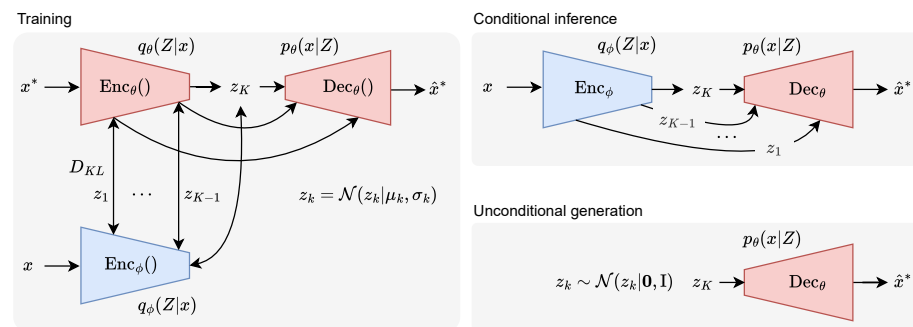 Training
q_θ(Z|x)
p_θ(x|Z)
x* Enc_θ() z_K Dec_θ() x̂*
D_KL
z_1 ... z_{K-1}
z_k = 𝒩(z_k|μ_k, σ_k)
x Enc_ϕ()
q_ϕ(Z|x)
Conditional inference
q_ϕ(Z|x)
p_θ(x|Z)
x Enc_ϕ z_K Dec_θ x̂*
z_{K-1}
...
z_1
Unconditional generation
p_θ(x|Z)
z_k ∼ 𝒩(z_k|𝟎, I) z_K Dec_θ x̂*